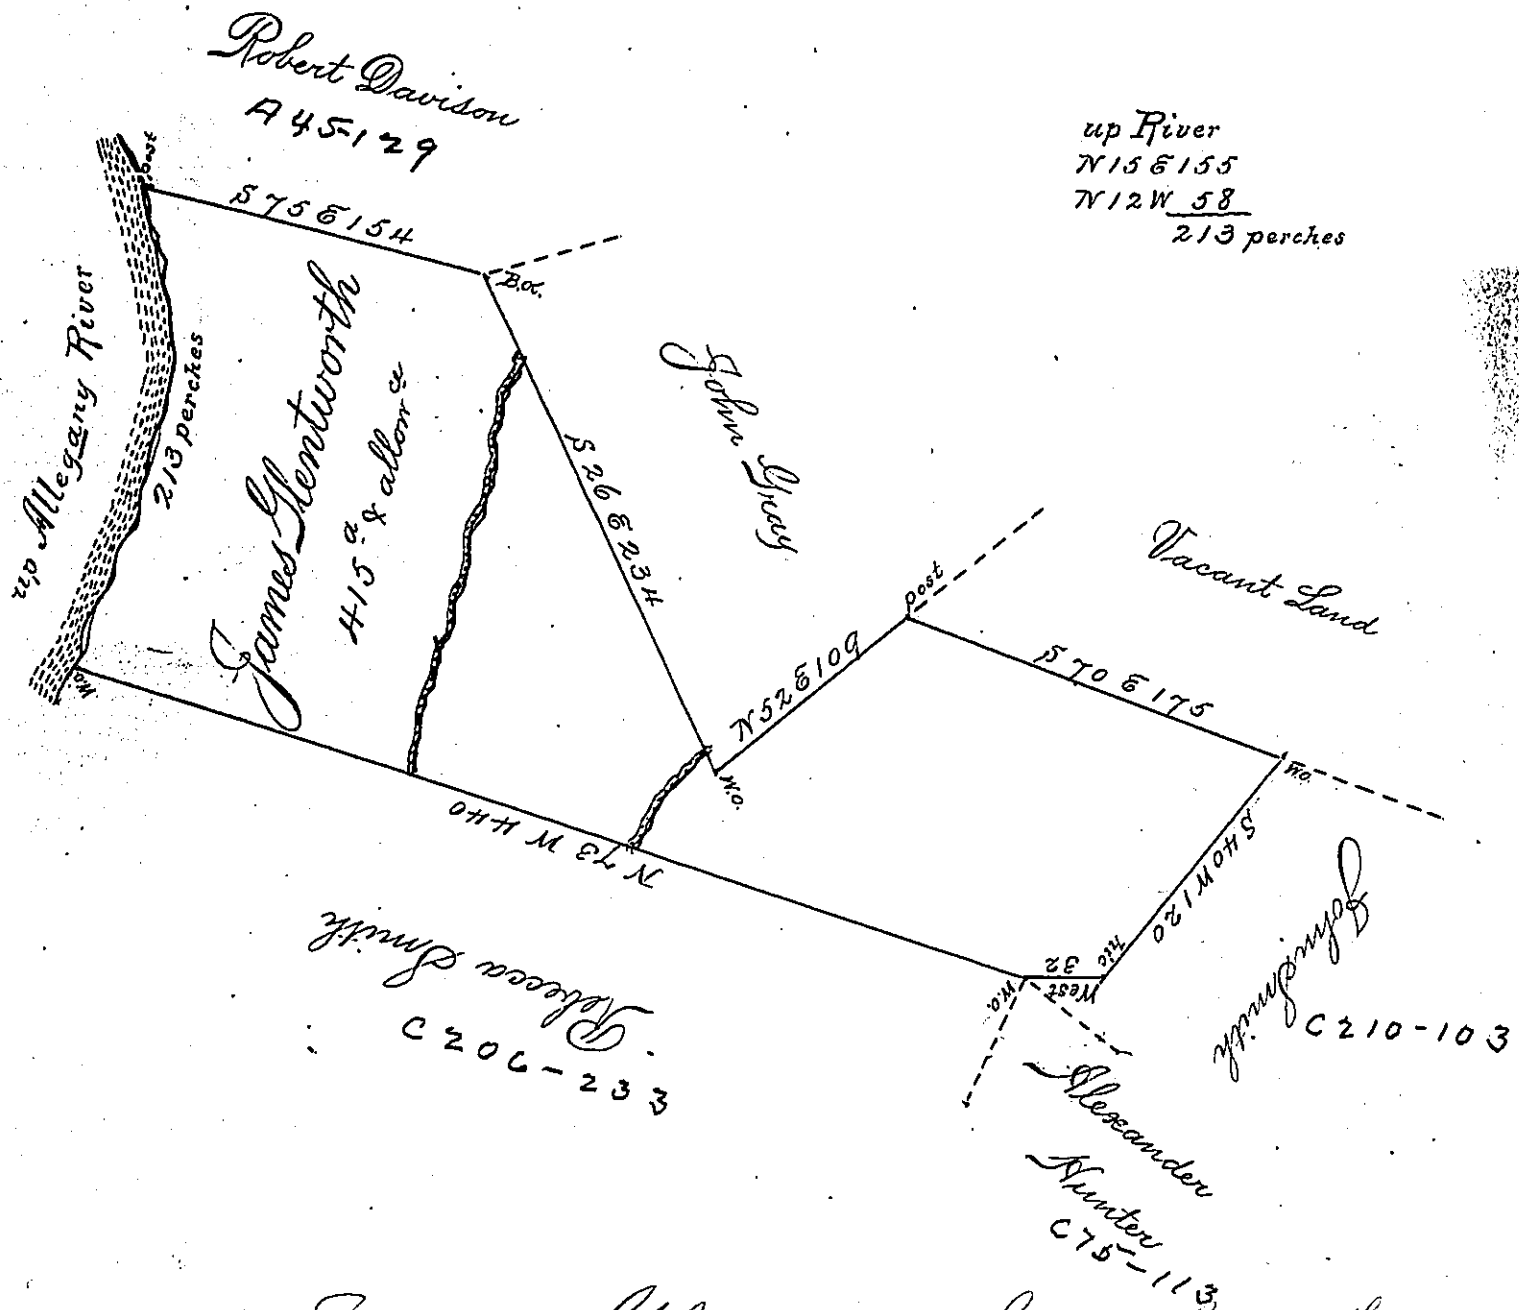 Robert Davison
A45-129
up River
N15E155
N12W 58
213 perches
post
S75E154
B.o.
up Allegany River
213 perches
James Glentworth
415 a & allow ce
John Gray
S26E234
post
Vacant Land
N52E109
S70E175
W.O.
W.O.
W.O.
N73W440
S40W120
hic
32
West
W.O.
Rebecca Smith
C206-233
John Smith
C210-103
Alexander
Hunter
C75-113